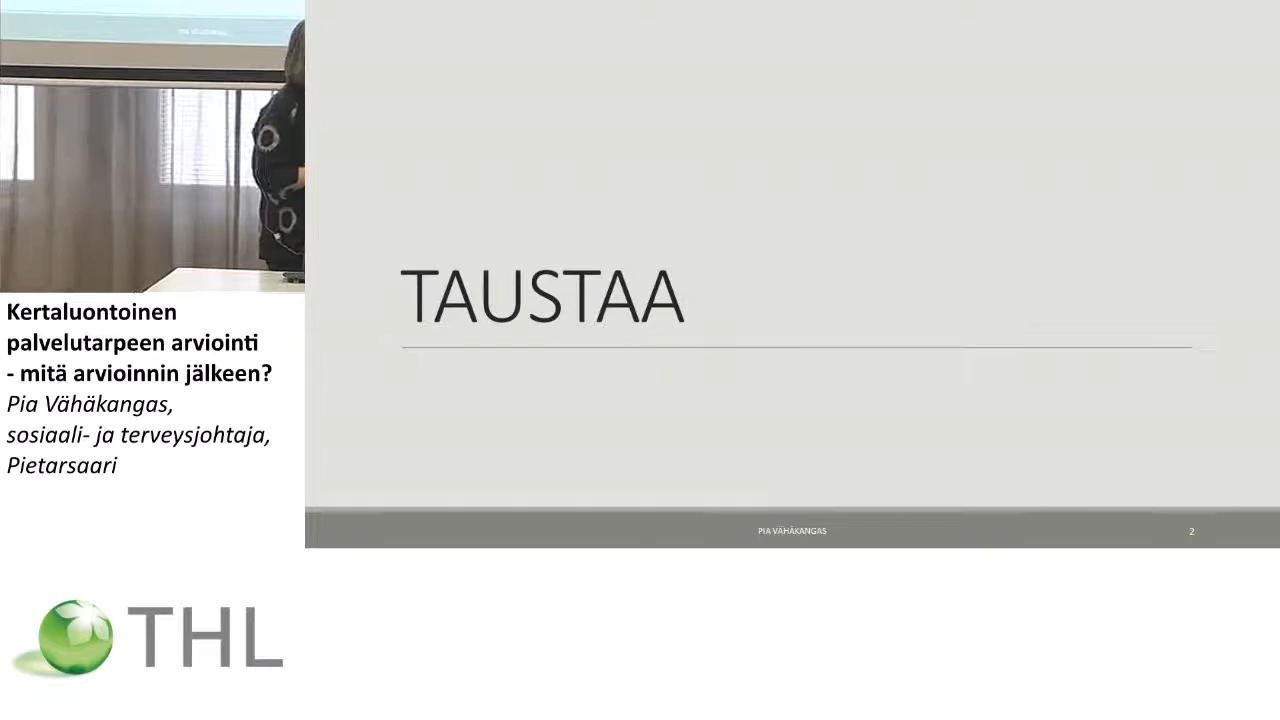 Kertaluontoinen
palvelutarpeen arviointi
- mitä arvioinnin jälkeen?
Pia Vähäkangas,
sosiaali- ja terveysjohtaja,
Pietarsaari
THL
TAUSTAA
PIA VÄHÄKANGAS
2